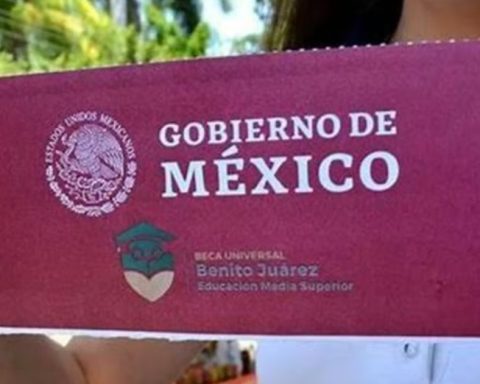 ESTADOS UNIDOS MEXICANOS
GOBIERNO DE
MÉXICO
BECA UNIVERSAL
Benito Juárez
Educación Media Superior